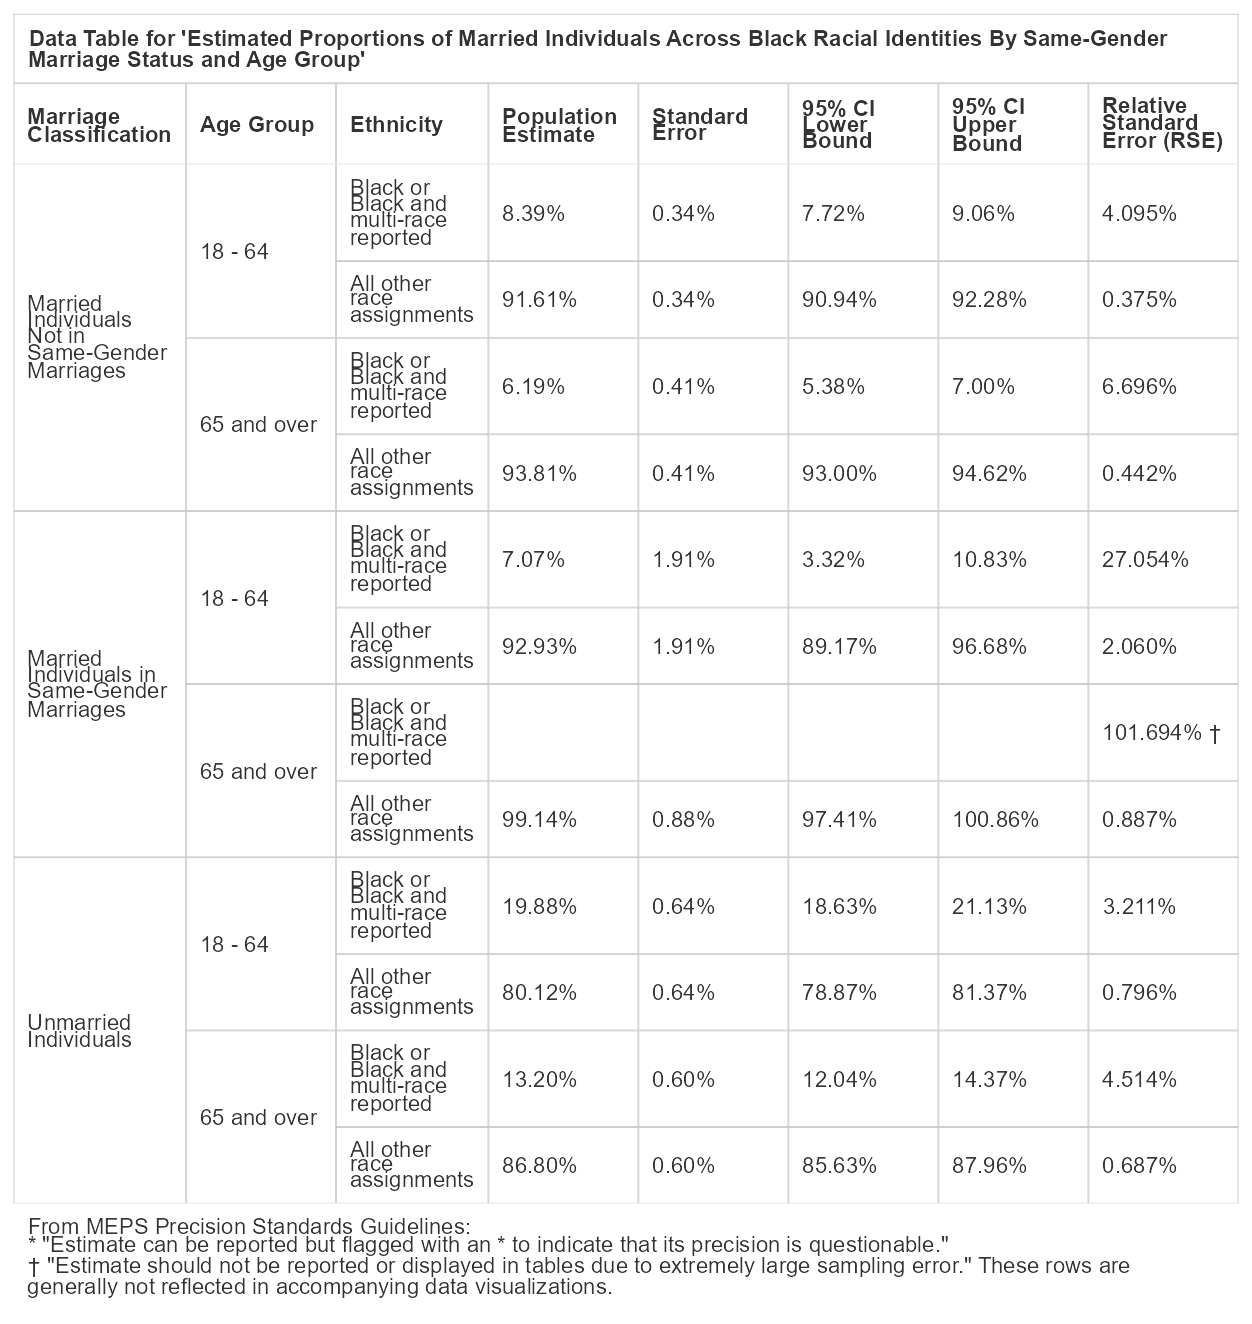 Data Table for 'Estimated Proportions of Married Individuals Across Black Racial Identities By Same-Gender
Marriage Status and Age Group'
Marriage
Classification
Age Group
Ethnicity
Population
Estimate
Standard
Error
95% CI
Lower
Bound
95% CI
Upper
Bound
Relative
Standard
Error (RSE)
Married
Individuals
Not in
Same-Gender
Marriages
18 - 64
Black or
Black and
multi-race
reported
8.39%
0.34%
7.72%
9.06%
4.095%
All other
race
assignments
91.61%
0.34%
90.94%
92.28%
0.375%
65 and over
Black or
Black and
multi-race
reported
6.19%
0.41%
5.38%
7.00%
6.696%
All other
race
assignments
93.81%
0.41%
93.00%
94.62%
0.442%
Married
Individuals in
Same-Gender
Marriages
18 - 64
Black or
Black and
multi-race
reported
7.07%
1.91%
3.32%
10.83%
27.054%
All other
race
assignments
92.93%
1.91%
89.17%
96.68%
2.060%
65 and over
Black or
Black and
multi-race
reported
101.694% †
All other
race
assignments
99.14%
0.88%
97.41%
100.86%
0.887%
Unmarried
Individuals
18 - 64
Black or
Black and
multi-race
reported
19.88%
0.64%
18.63%
21.13%
3.211%
All other
race
assignments
80.12%
0.64%
78.87%
81.37%
0.796%
65 and over
Black or
Black and
multi-race
reported
13.20%
0.60%
12.04%
14.37%
4.514%
All other
race
assignments
86.80%
0.60%
85.63%
87.96%
0.687%
From MEPS Precision Standards Guidelines:
* "Estimate can be reported but flagged with an * to indicate that its precision is questionable."
† "Estimate should not be reported or displayed in tables due to extremely large sampling error." These rows are
generally not reflected in accompanying data visualizations.